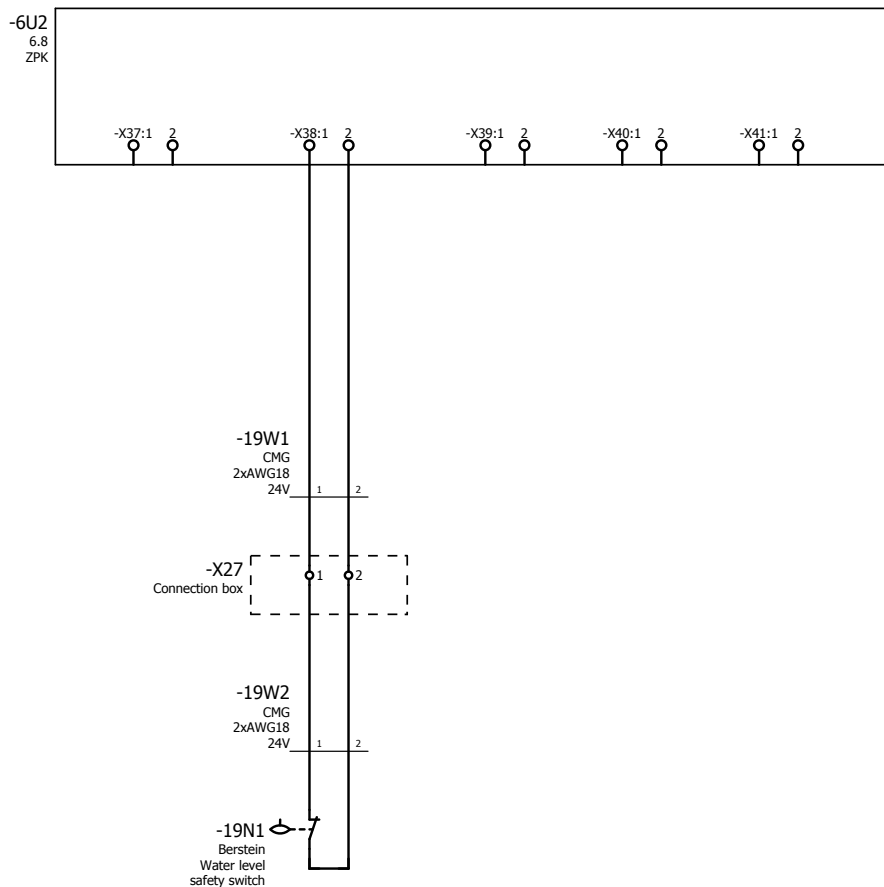 -6U2
6.8
ZPK
-X37:1 2 -X38:1 2 -X39:1 2 -X40:1 2 -X41:1 2
-19W1
CMG
2xAWG18
24V 1 2
-X27 1 2
Connection box
-19W2
CMG
2xAWG18
24V 1 2
-19N1
Berstein
Water level
safety switch